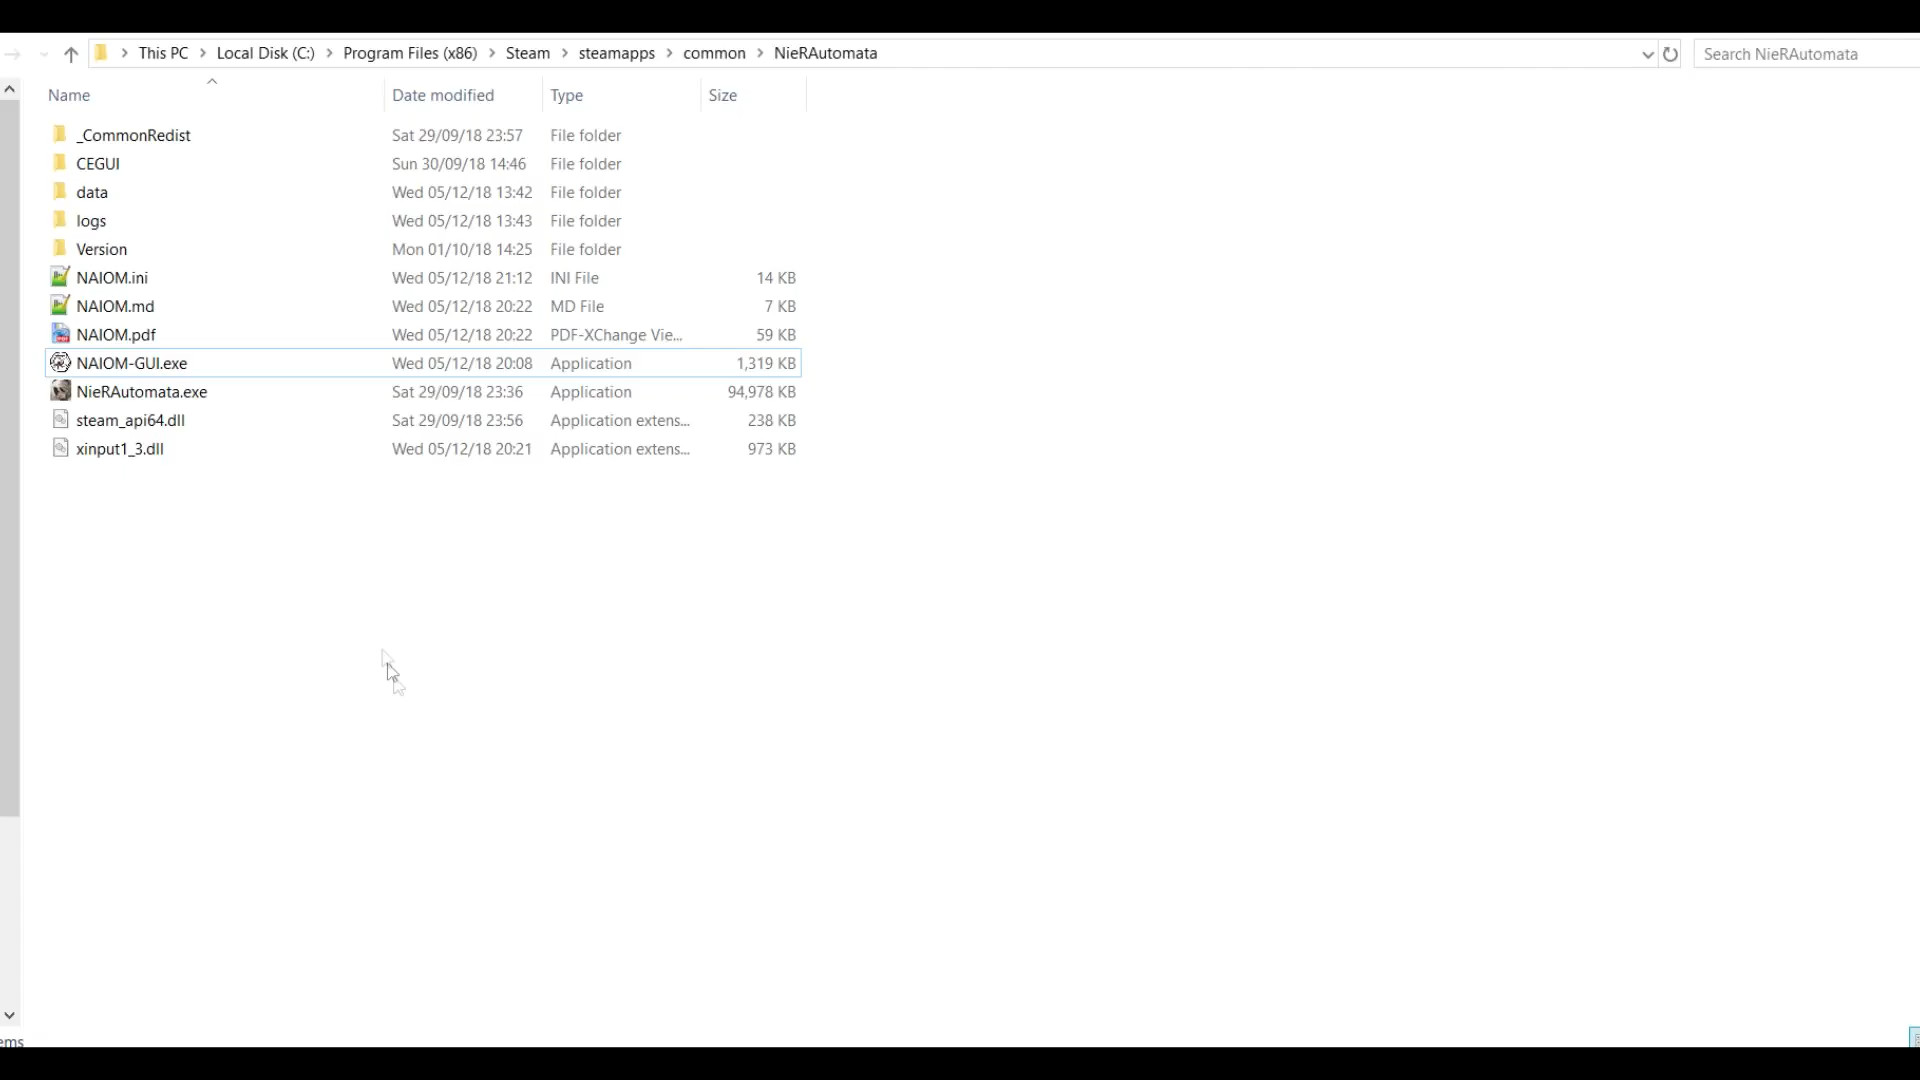 This PC > Local Disk (C:) > Program Files (x86) > Steam > steamapps > common > NieRAutomata Search NieRAutomata
Name Date modified Type Size
_CommonRedist Sat 29/09/18 23:57 File folder
CEGUI Sun 30/09/18 14:46 File folder
data Wed 05/12/18 13:42 File folder
logs Wed 05/12/18 13:43 File folder
Version Mon 01/10/18 14:25 File folder
NAIOM.ini Wed 05/12/18 21:12 INI File 14 KB
NAIOM.md Wed 05/12/18 20:22 MD File 7 KB
NAIOM.pdf Wed 05/12/18 20:22 PDF-XChange Vie... 59 KB
NAIOM-GUI.exe Wed 05/12/18 20:08 Application 1,319 KB
NieRAutomata.exe Sat 29/09/18 23:36 Application 94,978 KB
steam_api64.dll Sat 29/09/18 23:56 Application extens... 238 KB
xinput1_3.dll Wed 05/12/18 20:21 Application extens... 973 KB
ems